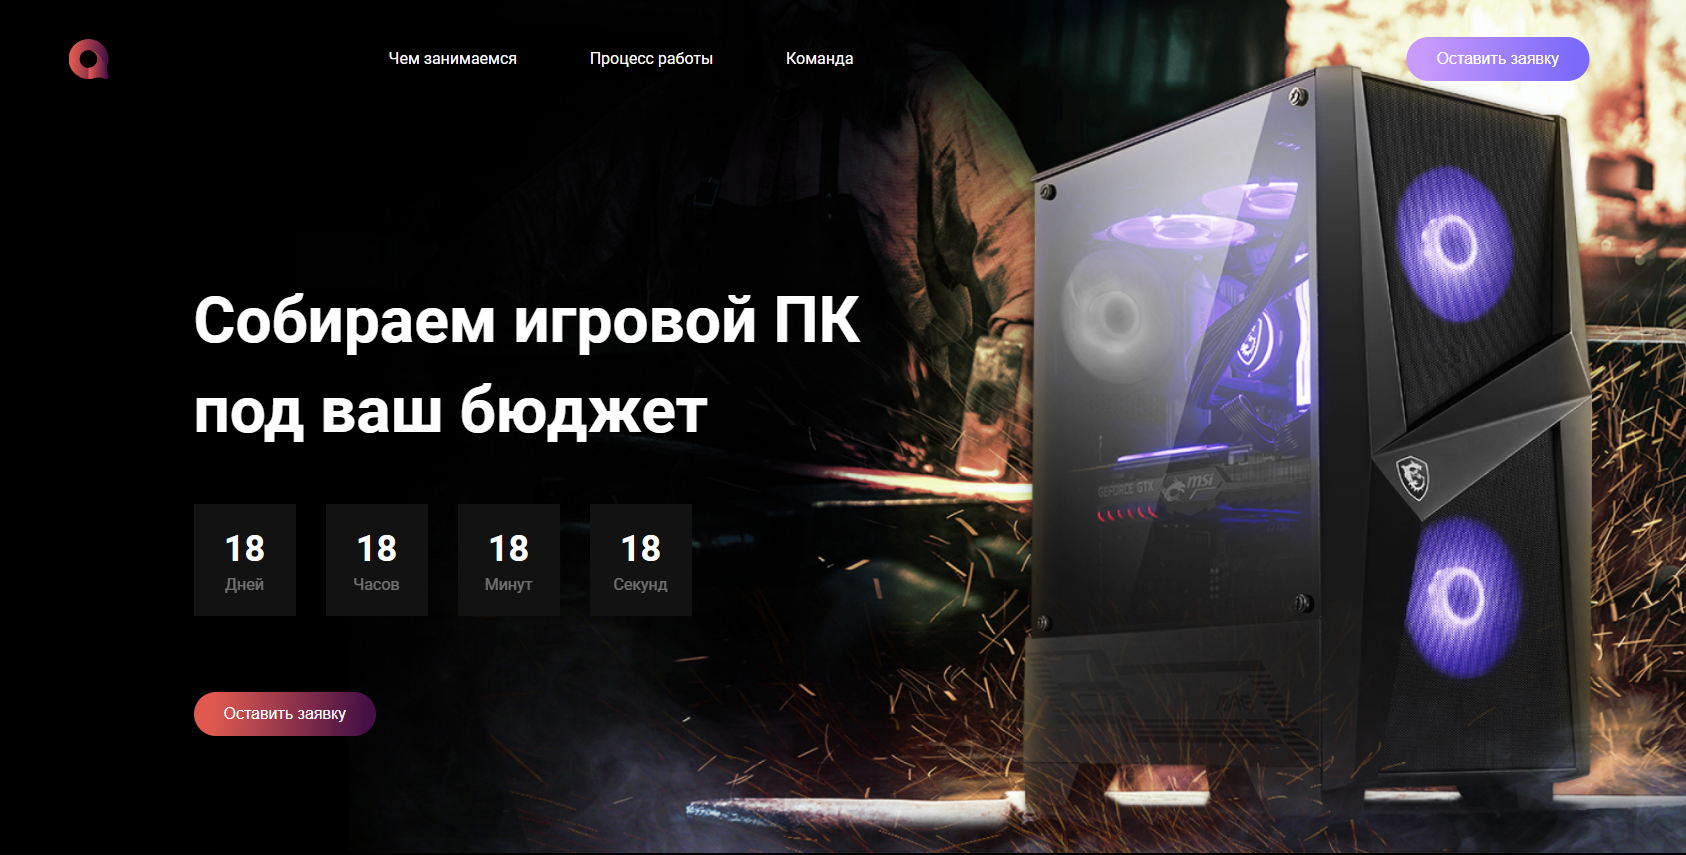 Чем занимаемся
Процесс работы
Команда
Оставить заявку
Собираем игровой ПК
под ваш бюджет
18
Дней
18
Часов
18
Минут
18
Секунд
GEFORCE GTX
msi
Оставить заявку